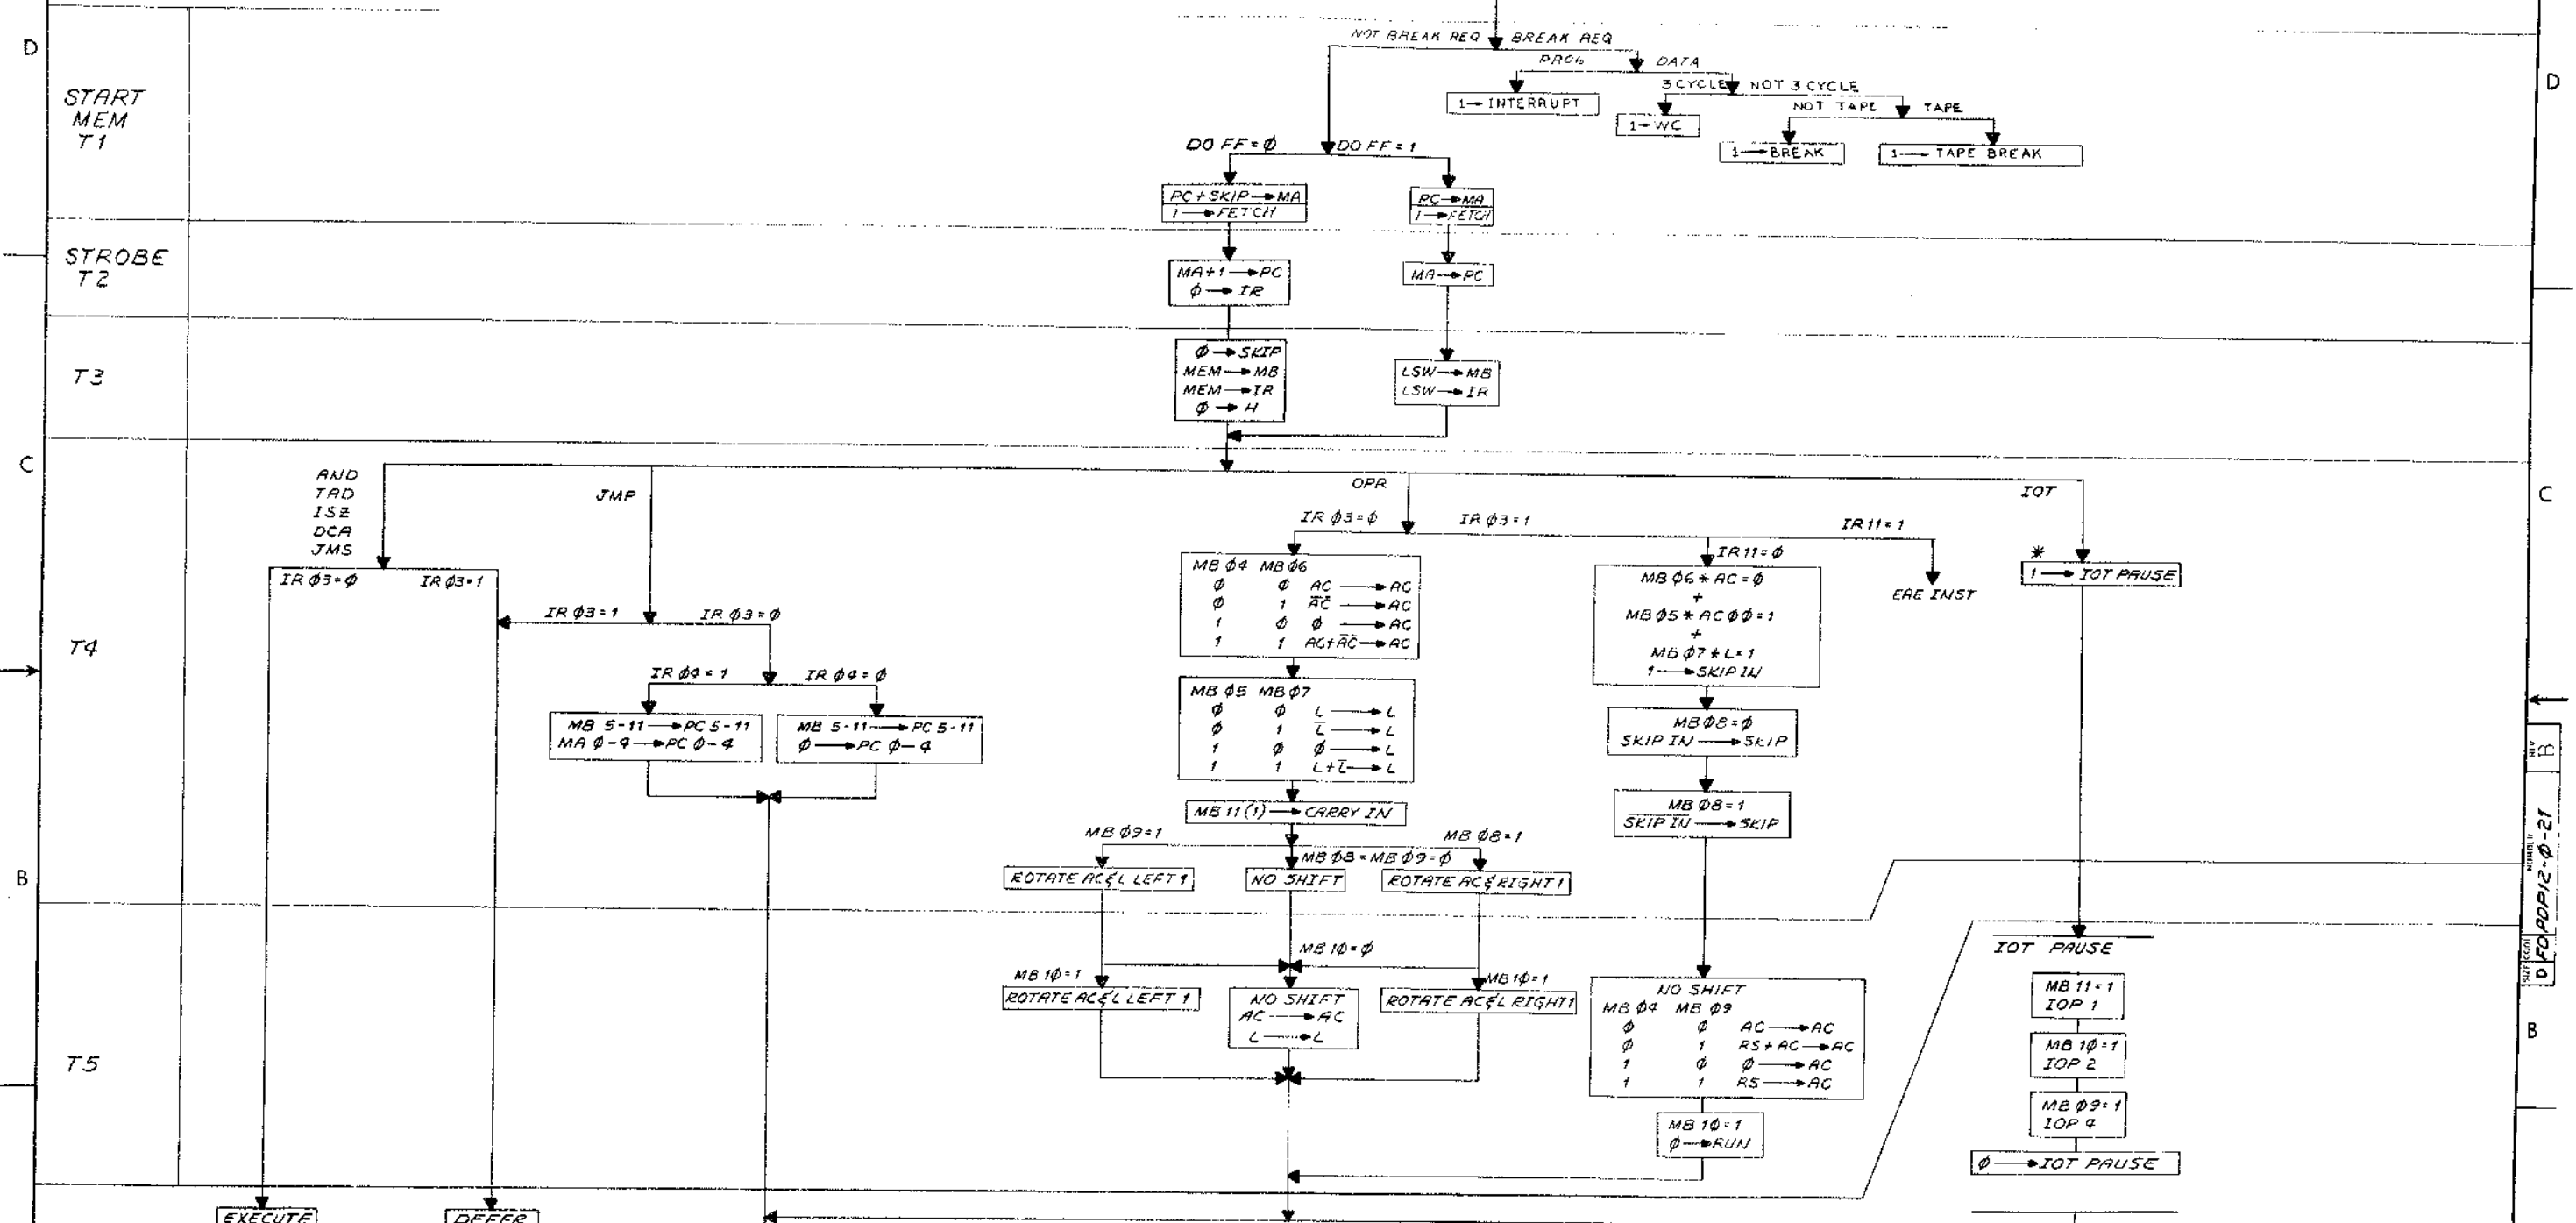 D
START
MEM
T1
NOT BREAK REQ BREAK REQ
PROG DATA
3 CYCLE NOT 3 CYCLE
1→INTERRUPT
NOT TAPE TAPE
1→WC
1→BREAK
1→TAPE BREAK
D
DO FF=Ø DO FF=1
PC+SKIP→MA
1→FETCH
PC→MA
1→FETCH
STROBE
T2
MA+1→PC
Ø→IR
MA→PC
T3
Ø→SKIP
MEM→MB
MEM→IR
Ø→H
LSW→MB
LSW→IR
C
AND
TAD
ISZ
DCA
JMS
JMP
OPR
IOT
C
IR Ø3=Ø IR Ø3=1
IR Ø3=1 IR Ø3=Ø
IR Ø4=1 IR Ø4=Ø
MB 5-11→PC 5-11
MA Ø-4→PC Ø-4
MB 5-11→PC 5-11
Ø→PC Ø-4
T4
IR Ø3=Ø IR Ø3=1 IR 11=1
IR 11=Ø
MB Ø4 MB Ø6
Ø Ø AC→AC
Ø 1 A̅C̅→AC
1 Ø Ø→AC
1 1 AC+A̅C̅→AC
MB Ø5 MB Ø7
Ø Ø L→L
Ø 1 L̅→L
1 Ø Ø→L
1 1 L+L̅→L
MB 11(1)→CARRY IN
MB Ø9=1 MB Ø8=MB Ø9=Ø MB Ø8=1
ROTATE AC&L LEFT 1
NO SHIFT
ROTATE AC&RIGHT 1
MB Ø6*AC=Ø
+
MB Ø5*AC ØØ=1
+
MB Ø7*L=1
1→SKIP IN
MB Ø8=Ø
SKIP IN→SKIP
MB Ø8=1
S̅K̅I̅P̅ I̅N̅→SKIP
EAE INST
*
1→IOT PAUSE
B
T5
MB 1Ø=Ø
MB 1Ø=1 MB 1Ø=1
ROTATE AC&L LEFT 1
NO SHIFT
AC→AC
L→L
ROTATE AC&L RIGHT 1
NO SHIFT
MB Ø4 MB Ø9
Ø Ø AC→AC
Ø 1 RS+AC→AC
1 Ø Ø→AC
1 1 RS→AC
MB 1Ø=1
Ø→RUN
IOT PAUSE
MB 11=1
IOP 1
MB 1Ø=1
IOP 2
MB Ø9=1
IOP 4
Ø→IOT PAUSE
B
REV
B
NUMBER
PDP12-Ø-21
SIZE CODE
D FD
EXECUTE
DEFER